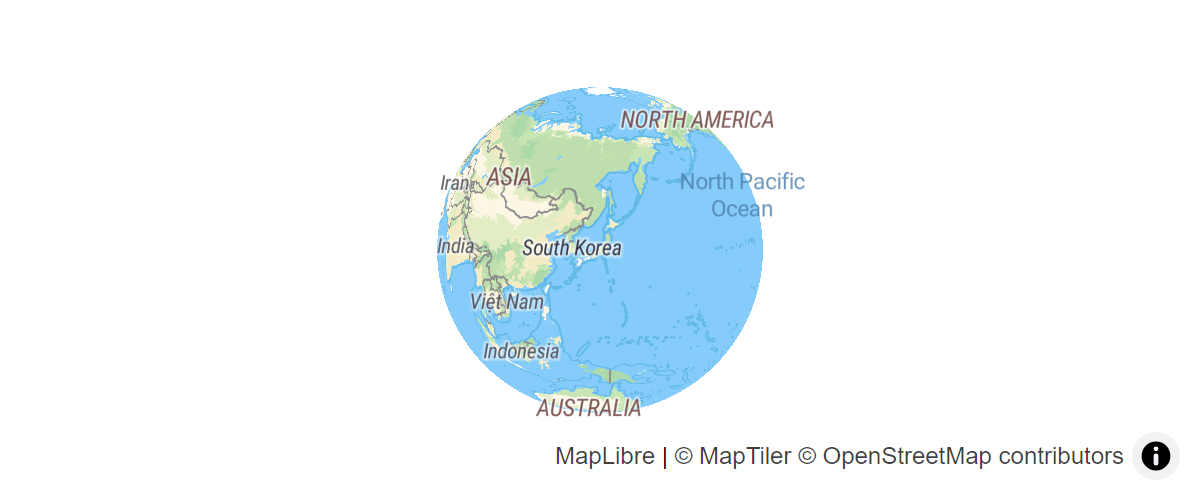 NORTH AMERICA
ASIA
Iran
North Pacific
Ocean
India
South Korea
Việt Nam
Indonesia
AUSTRALIA
MapLibre | © MapTiler © OpenStreetMap contributors